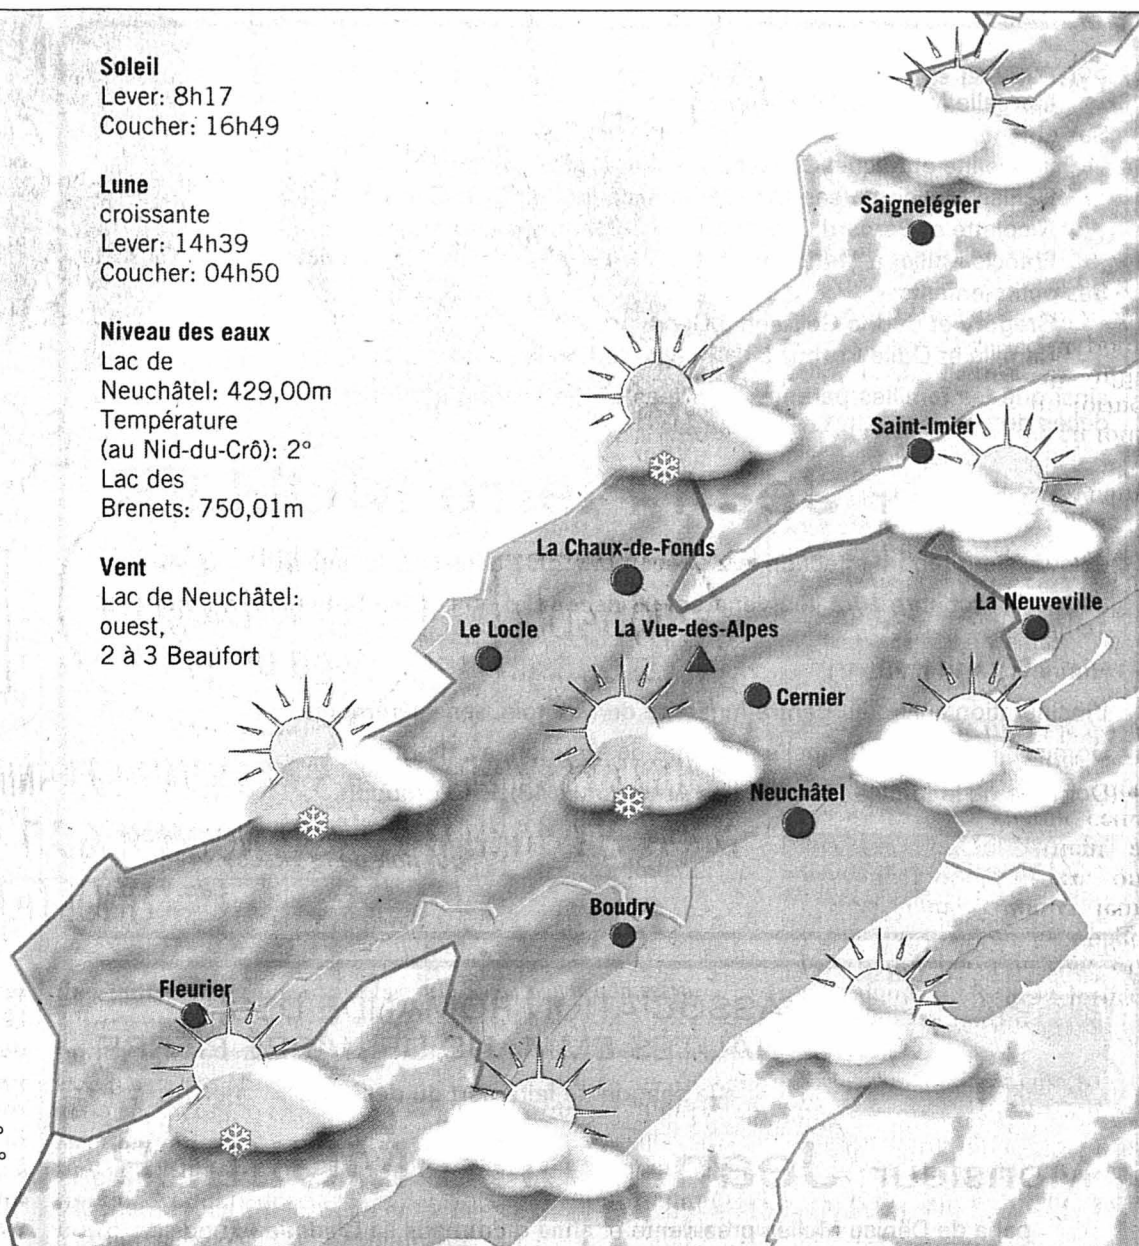 Soleil
Lever: 8h17
Coucher: 16h49
Lune
croissante
Lever: 14h39
Coucher: 04h50
Niveau des eaux
Lac de
Neuchâtel: 429,00m
Température
(au Nid-du-Crô): 2°
Lac des
Brenets: 750,01m
Vent
Lac de Neuchâtel:
ouest,
2 à 3 Beaufort
Saignelégier
Saint-Imier
La Chaux-de-Fonds
La Neuveville
Le Locle
La Vue-des-Alpes
Cernier
Neuchâtel
Boudry
Fleurier